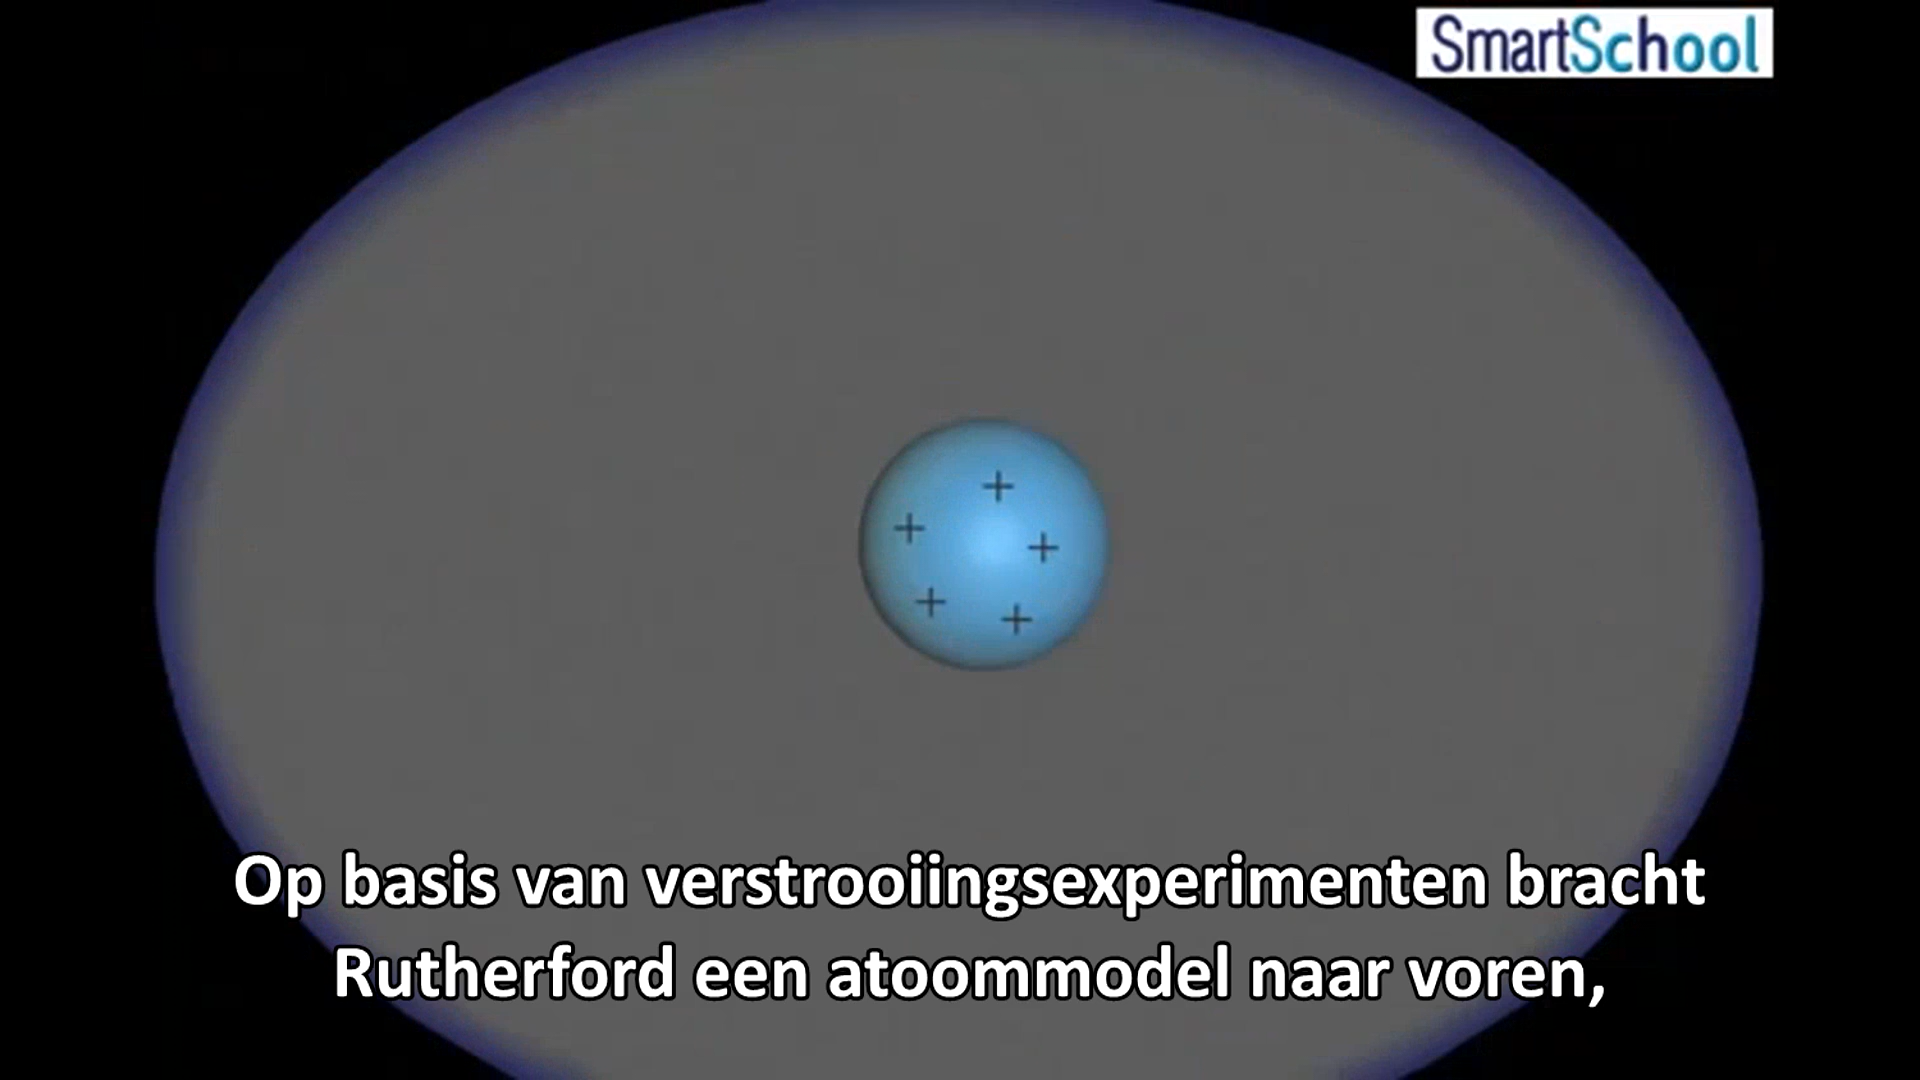 SmartSchool
+
+
+
+
+
Op basis van verstrooiingsexperimenten bracht
Rutherford een atoommodel naar voren,